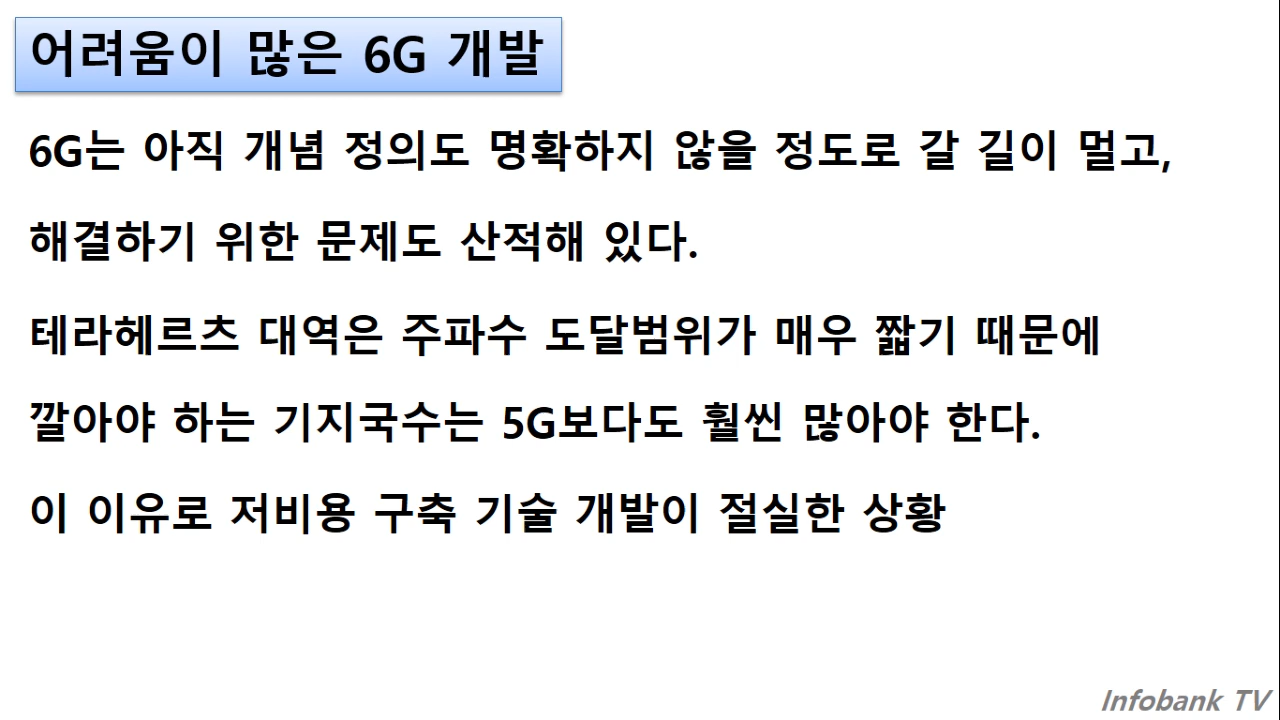 어려움이 많은 6G 개발
6G는 아직 개념 정의도 명확하지 않을 정도로 갈 길이 멀고,
해결하기 위한 문제도 산적해 있다.
테라헤르츠 대역은 주파수 도달범위가 매우 짧기 때문에
깔아야 하는 기지국수는 5G보다도 훨씬 많아야 한다.
이 이유로 저비용 구축 기술 개발이 절실한 상황
Infobank TV